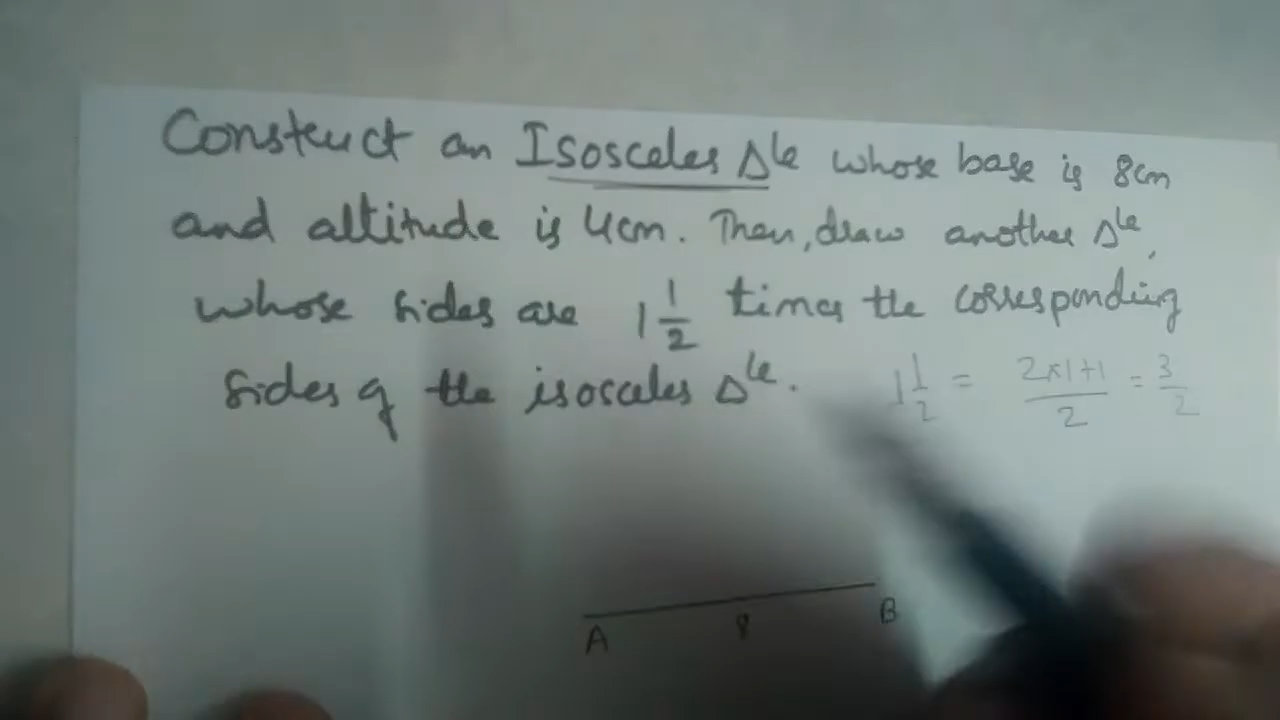 Construct an Isosceles Δle whose base is 8cm
and altitude is 4cm. Then, draw another Δle,
whose sides are 1 1/2 times the corresponding
sides of the isoceles Δle.
1 1/2 = 2×1+1/2 = 3/2
A 8 B